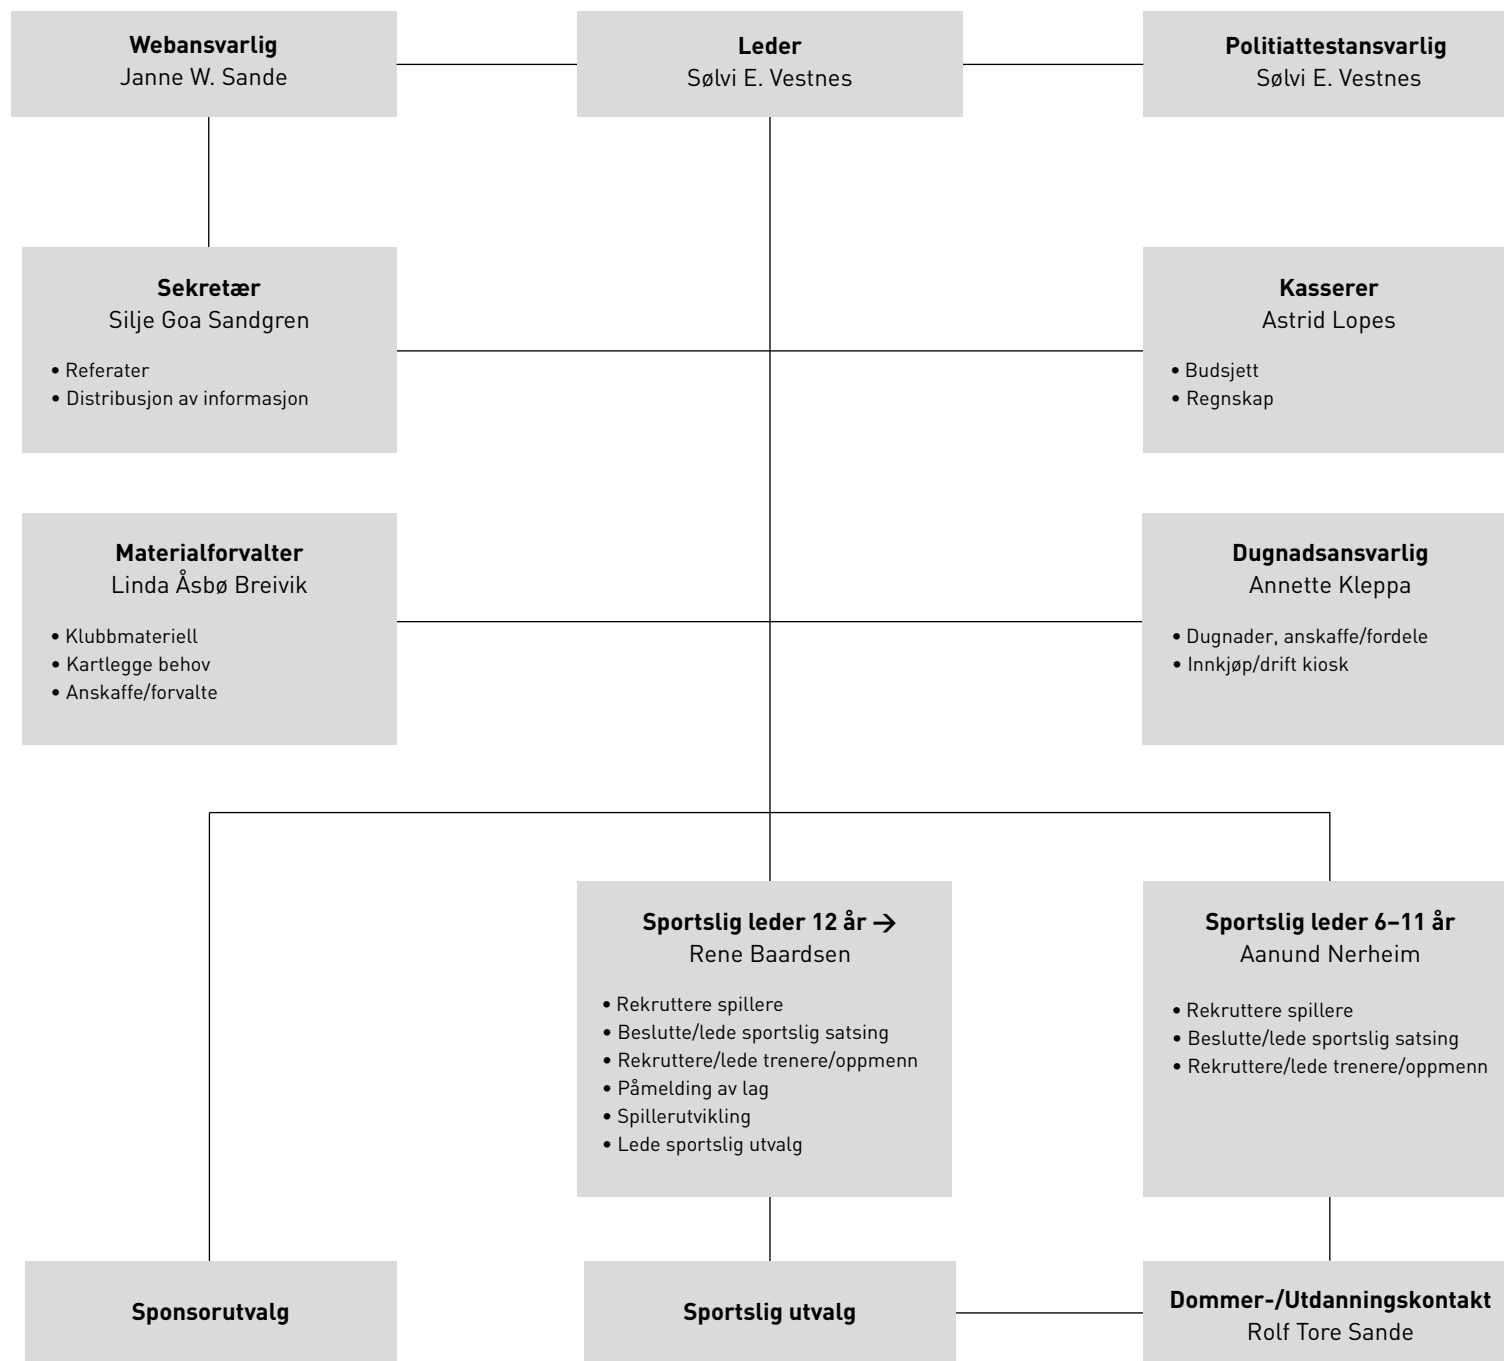 Webansvarlig
Janne W. Sande
Leder
Sølvi E. Vestnes
Politiattestansvarlig
Sølvi E. Vestnes
Sekretær
Silje Goa Sandgren
• Referater
• Distribusjon av informasjon
Kasserer
Astrid Lopes
• Budsjett
• Regnskap
Materialforvalter
Linda Åsbø Breivik
• Klubbmateriell
• Kartlegge behov
• Anskaffe/forvalte
Dugnadsansvarlig
Annette Kleppa
• Dugnader, anskaffe/fordele
• Innkjøp/drift kiosk
Sportslig leder 12 år →
Rene Baardsen
• Rekruttere spillere
• Beslutte/lede sportslig satsing
• Rekruttere/lede trenere/oppmenn
• Påmelding av lag
• Spillerutvikling
• Lede sportslig utvalg
Sportslig leder 6–11 år
Aanund Nerheim
• Rekruttere spillere
• Beslutte/lede sportslig satsing
• Rekruttere/lede trenere/oppmenn
Sponsorutvalg
Sportslig utvalg
Dommer-/Utdanningskontakt
Rolf Tore Sande